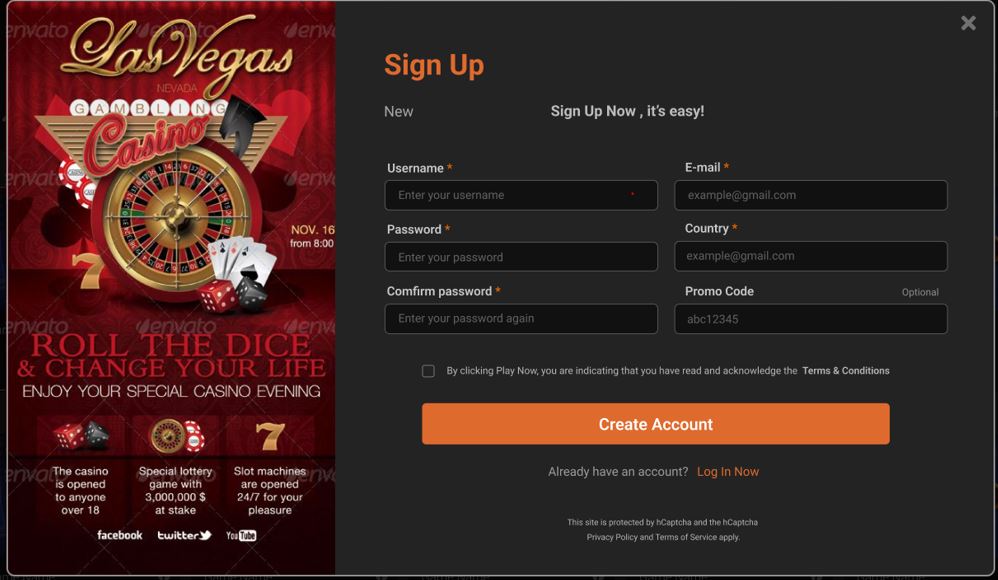 LasVegas
NEVADA
GAMBLING
Casino
NOV. 16
from 8:00
ROLL THE DICE
& CHANGE YOUR LIFE
ENJOY YOUR SPECIAL CASINO EVENING
The casino
is opened
to anyone
over 18
Special lottery
game with
3,000,000 $
at stake
Slot machines
are opened
24/7 for your
pleasure
facebook
twitter
YouTube
envato
Sign Up
New
Sign Up Now , it's easy!
Username *
Enter your username
E-mail *
example@gmail.com
Password *
Enter your password
Country *
example@gmail.com
Comfirm password *
Enter your password again
Promo Code
Optional
abc12345
By clicking Play Now, you are indicating that you have read and acknowledge the Terms & Conditions
Create Account
Already have an account? Log In Now
This site is protected by hCaptcha and the hCaptcha
Privacy Policy and Terms of Service apply.